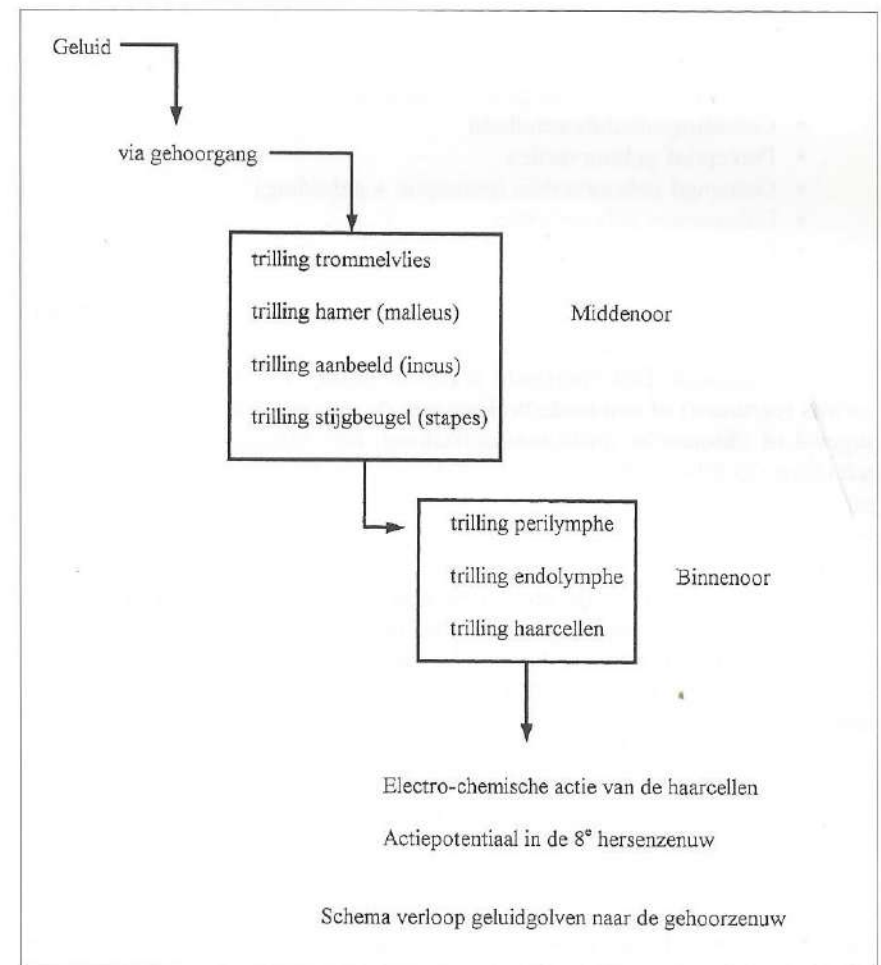 Geluid
via gehoorgang
trilling trommelvlies
trilling hamer (malleus)
Middenoor
trilling aanbeeld (incus)
trilling stijgbeugel (stapes)
trilling perilymphe
trilling endolymphe
Binnenoor
trilling haarcellen
Electro-chemische actie van de haarcellen
Actiepotentiaal in de 8e hersenzenuw
Schema verloop geluidgolven naar de gehoorzenuw